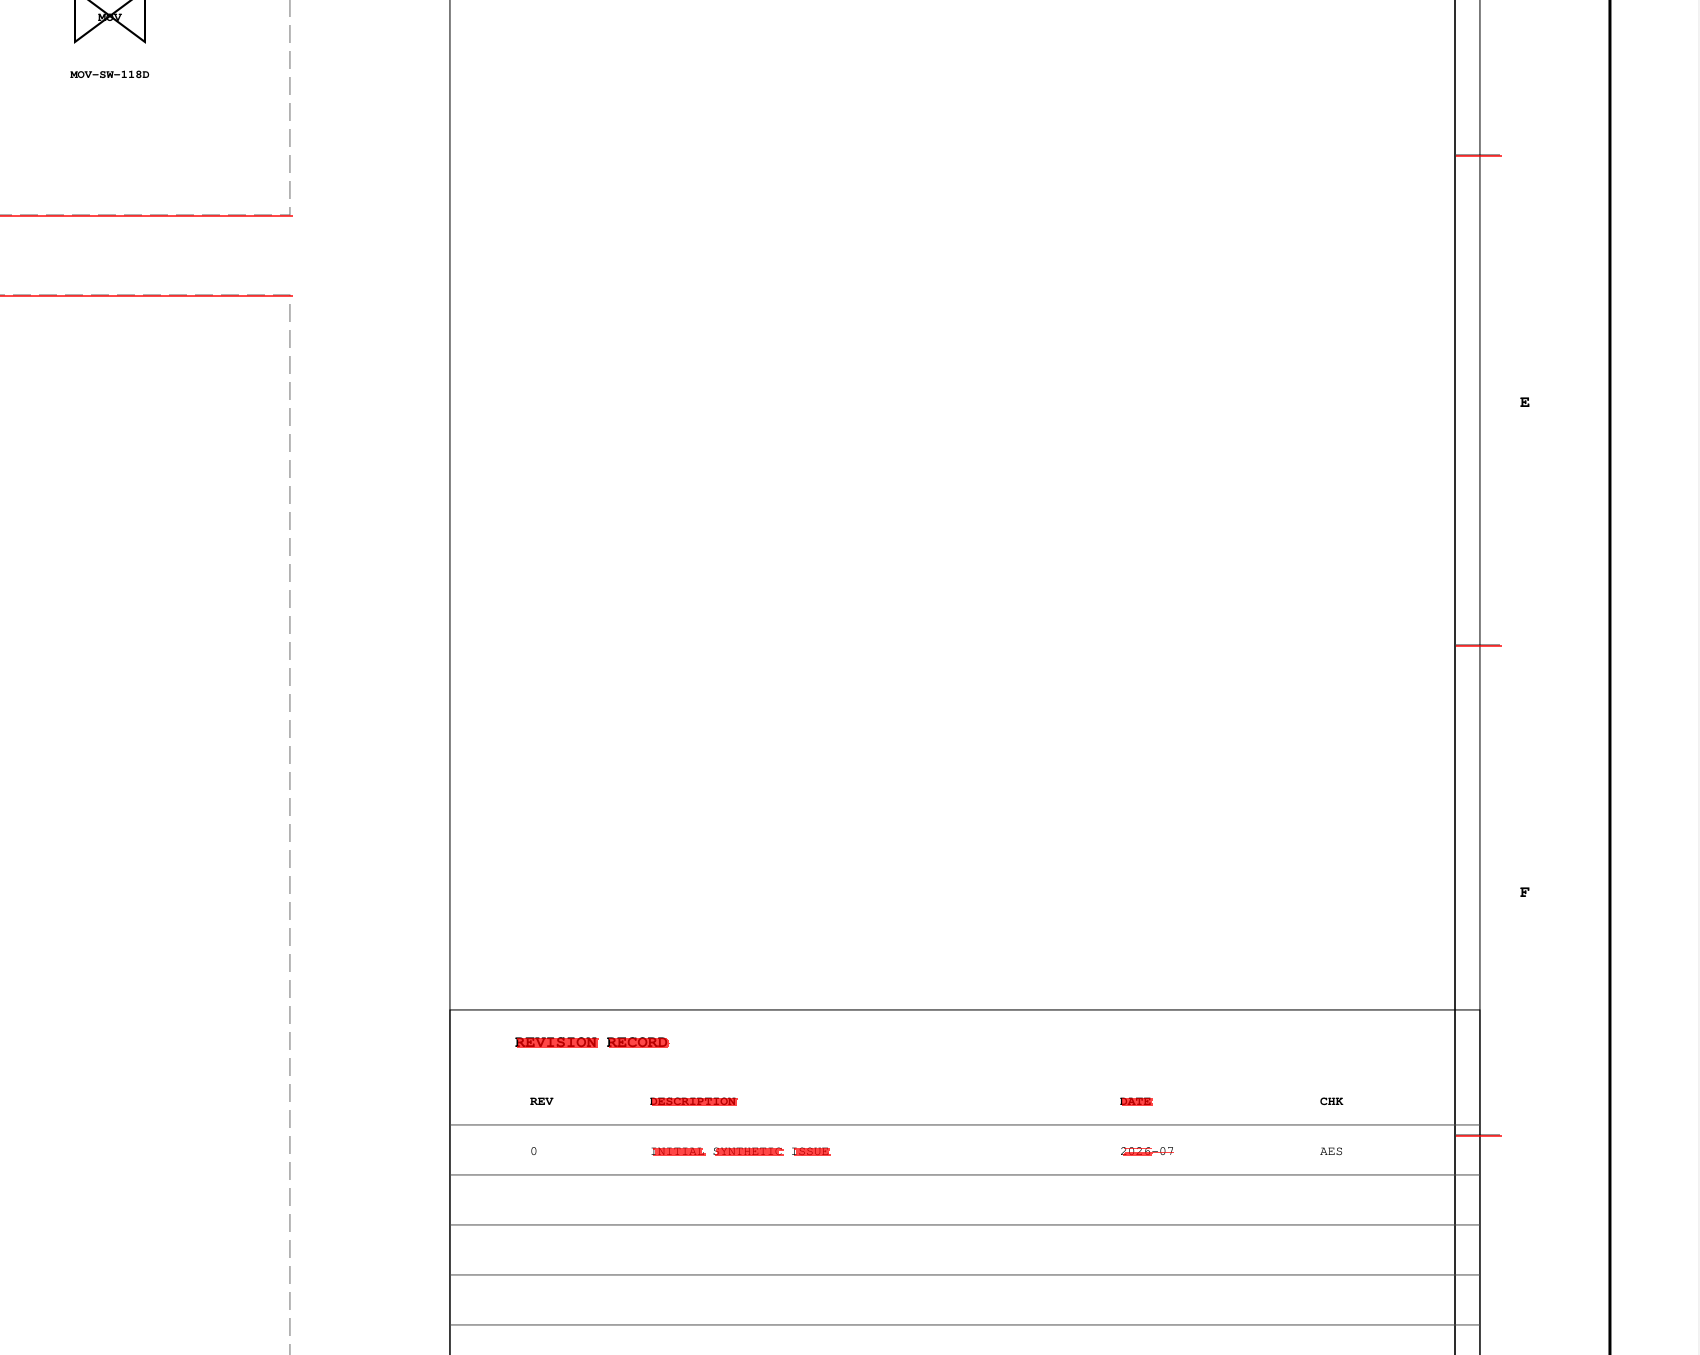 MOV
MOV-SW-118D
E
F
REVISION RECORD
REV DESCRIPTION DATE CHK
0 INITIAL SYNTHETIC ISSUE 2026-07 AES